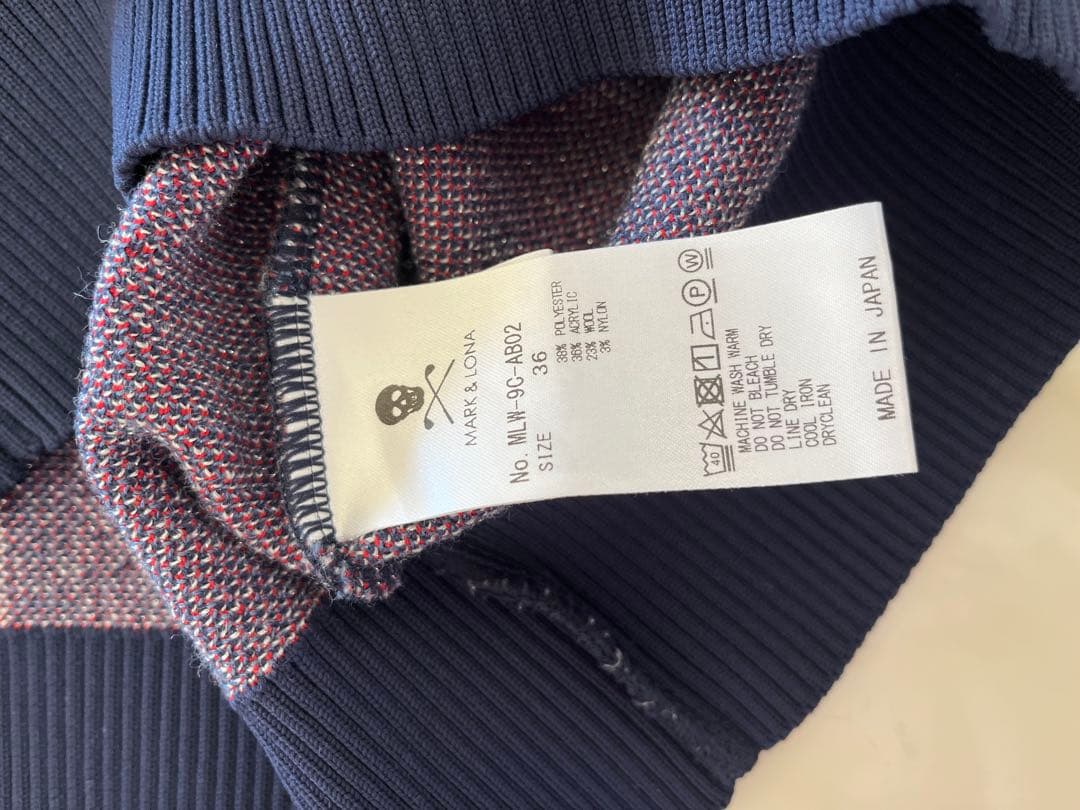 MARK & LONA
No. MLW-9C-AB02
SIZE 36
38% POLYESTER
36% ACRYLIC
23% WOOL
3% NYLON
40 P W
MACHINE WASH WARM
DO NOT BLEACH
DO NOT TUMBLE DRY
LINE DRY
COOL IRON
DRYCLEAN
MADE IN JAPAN